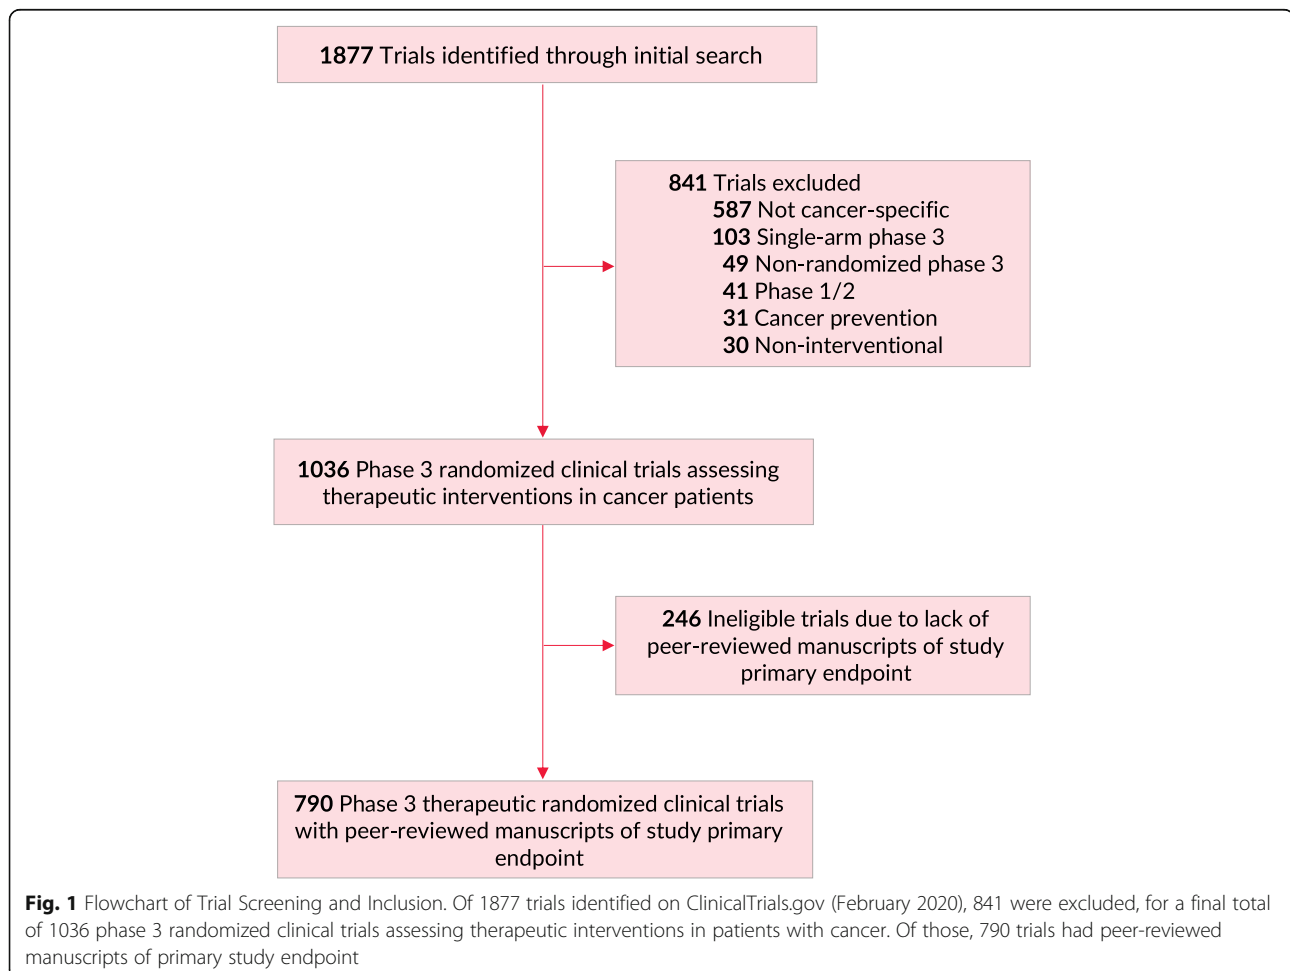 1877 Trials identified through initial search
841 Trials excluded
587 Not cancer-specific
103 Single-arm phase 3
49 Non-randomized phase 3
41 Phase 1/2
31 Cancer prevention
30 Non-interventional
1036 Phase 3 randomized clinical trials assessing
therapeutic interventions in cancer patients
246 Ineligible trials due to lack of
peer-reviewed manuscripts of study
primary endpoint
790 Phase 3 therapeutic randomized clinical trials
with peer-reviewed manuscripts of study primary
endpoint
Fig. 1 Flowchart of Trial Screening and Inclusion. Of 1877 trials identified on ClinicalTrials.gov (February 2020), 841 were excluded, for a final total
of 1036 phase 3 randomized clinical trials assessing therapeutic interventions in patients with cancer. Of those, 790 trials had peer-reviewed
manuscripts of primary study endpoint